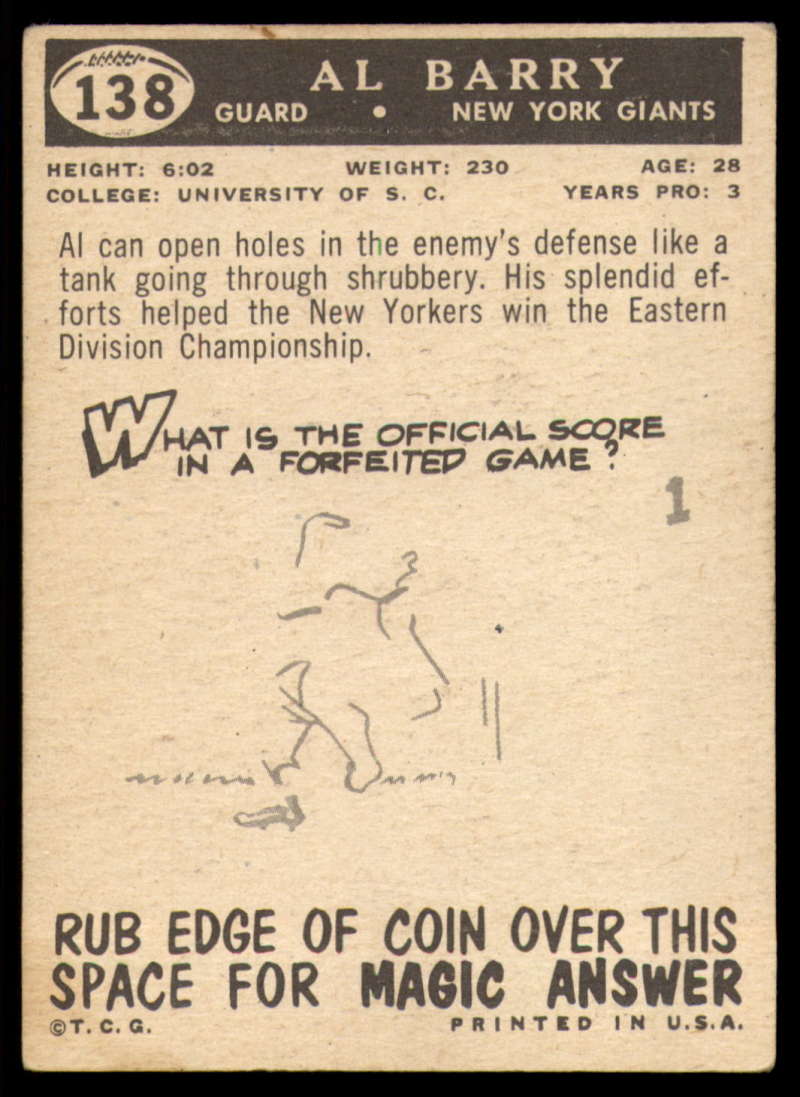 138
AL BARRY
GUARD • NEW YORK GIANTS
HEIGHT: 6:02 WEIGHT: 230 AGE: 28
COLLEGE: UNIVERSITY OF S. C. YEARS PRO: 3
Al can open holes in the enemy's defense like a
tank going through shrubbery. His splendid ef-
forts helped the New Yorkers win the Eastern
Division Championship.
WHAT IS THE OFFICIAL SCORE
IN A FORFEITED GAME?
1
RUB EDGE OF COIN OVER THIS
SPACE FOR MAGIC ANSWER
©T. C. G. PRINTED IN U.S.A.